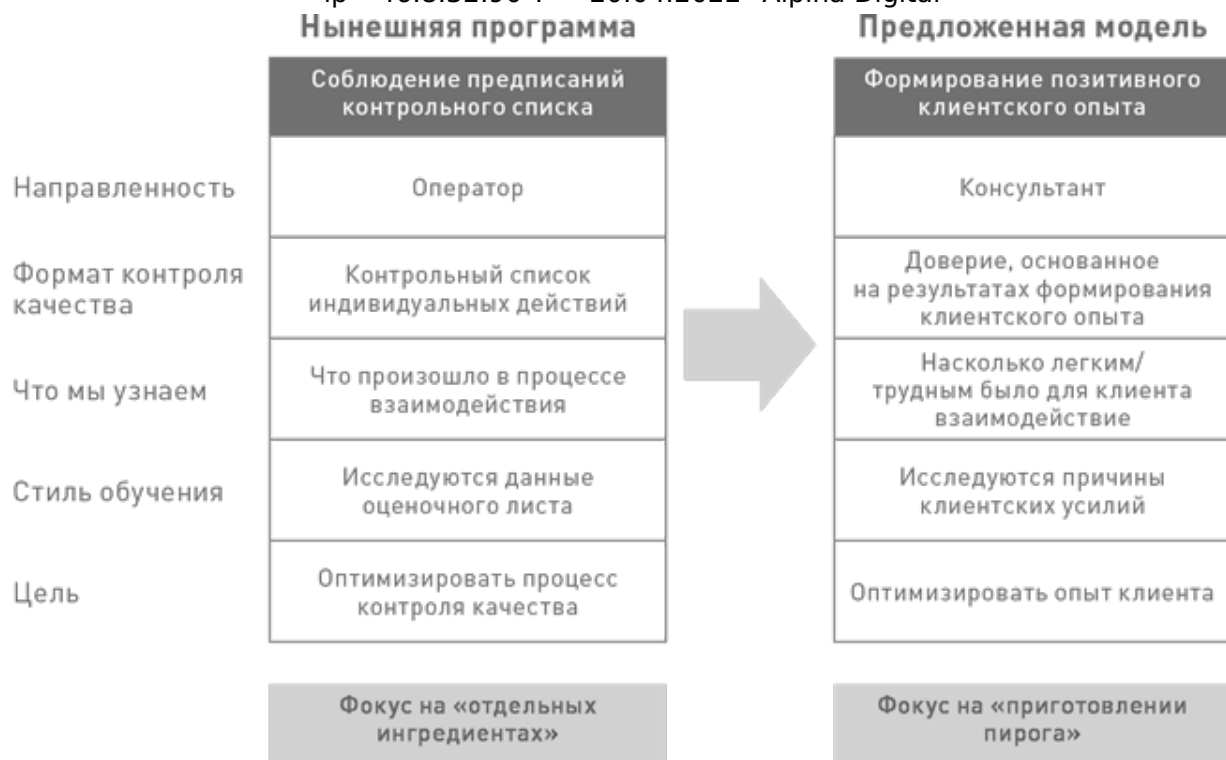 Нынешняя программа
Предложенная модель
Соблюдение предписаний
контрольного списка
Формирование позитивного
клиентского опыта
Направленность
Оператор
Консультант
Формат контроля
качества
Контрольный список
индивидуальных действий
Доверие, основанное
на результатах формирования
клиентского опыта
Что мы узнаем
Что произошло в процессе
взаимодействия
Насколько легким/
трудным было для клиента
взаимодействие
Стиль обучения
Исследуются данные
оценочного листа
Исследуются причины
клиентских усилий
Цель
Оптимизировать процесс
контроля качества
Оптимизировать опыт клиента
Фокус на «отдельных
ингредиентах»
Фокус на «приготовлении
пирога»